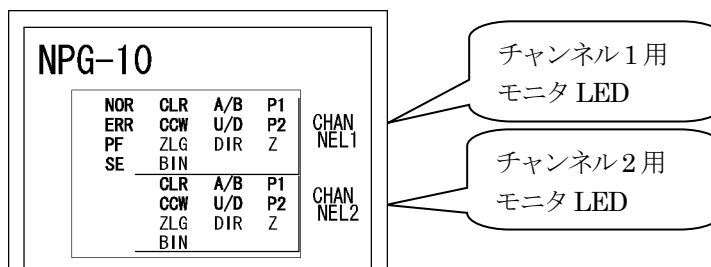 NPG-10
NOR CLR A/B P1
ERR CCW U/D P2
PF ZLG DIR Z
SE BIN
CHAN
NEL1
CLR A/B P1
CCW U/D P2
ZLG DIR Z
BIN
CHAN
NEL2
チャンネル1用
モニタ LED
チャンネル2用
モニタ LED